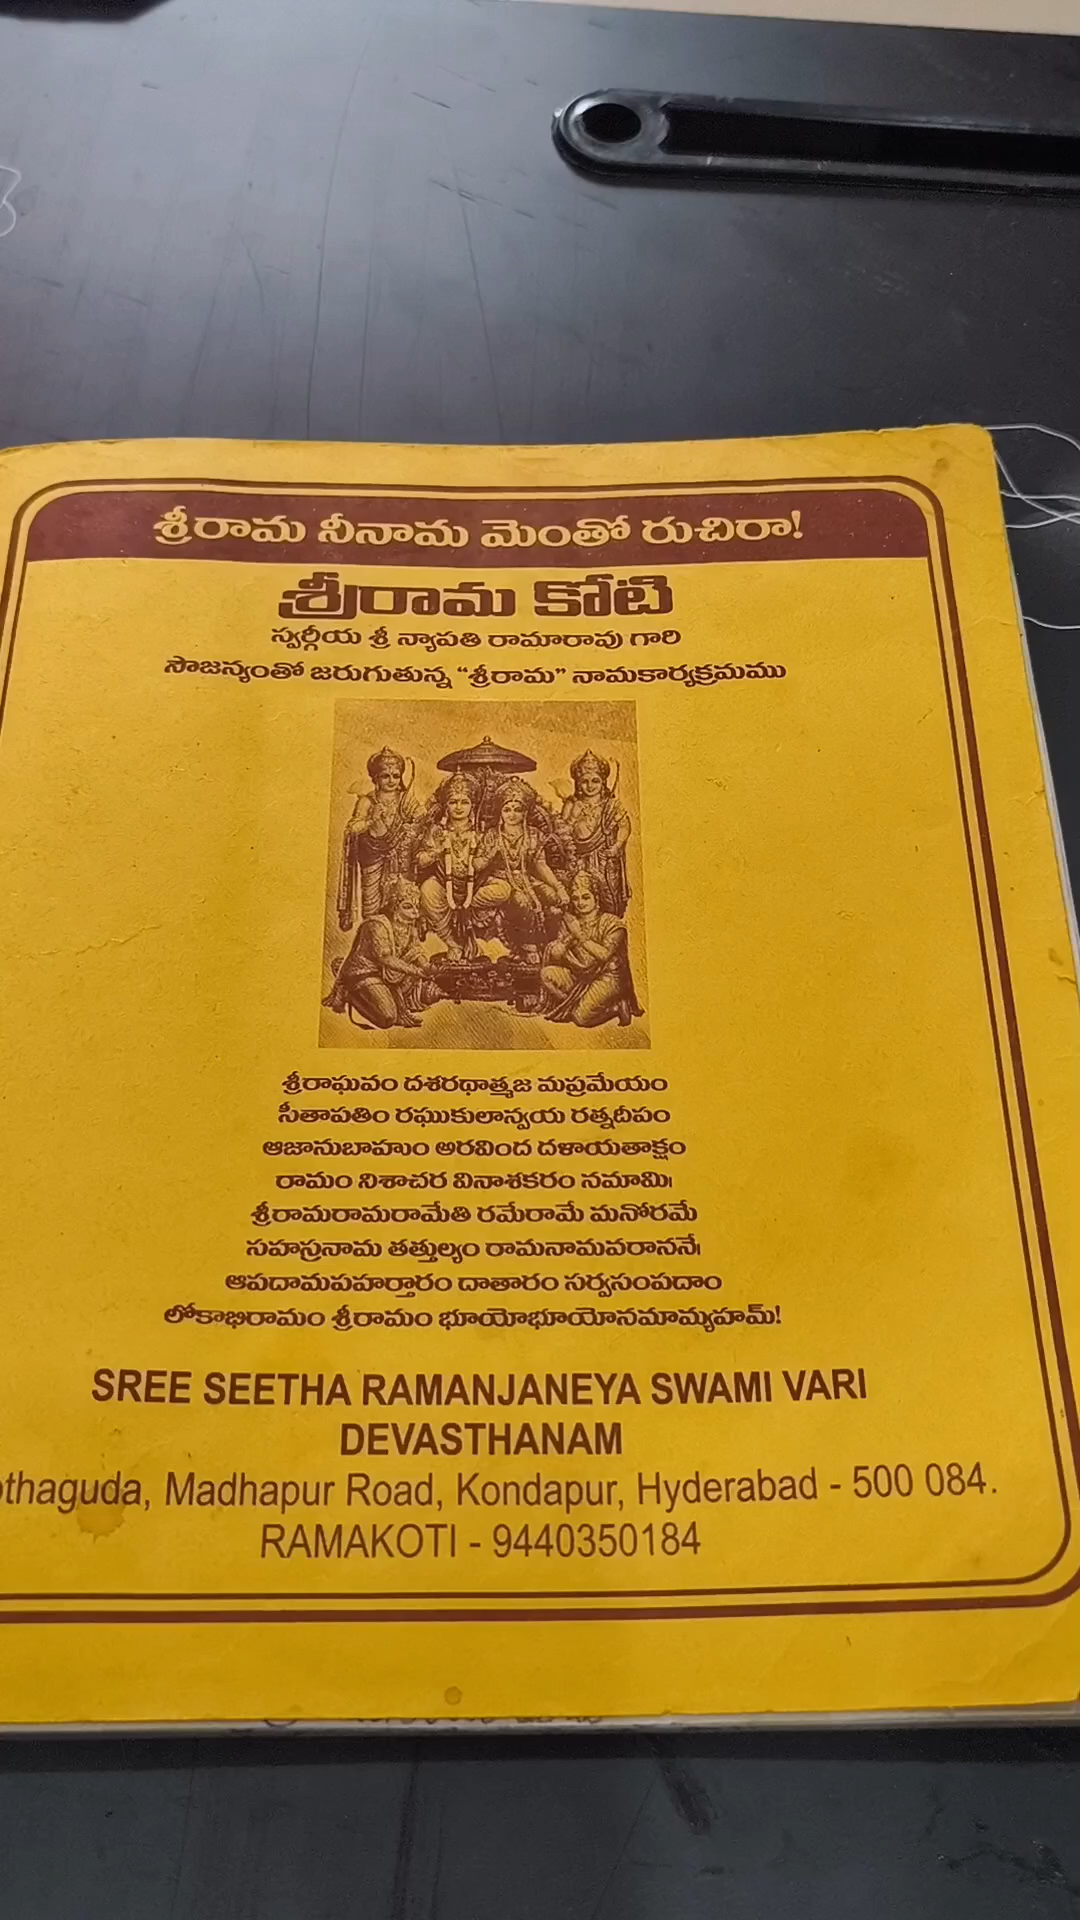 శ్రీరామ నీనామ మెంతో రుచిరా!
శ్రీరామ కోటి
స్వర్గీయ శ్రీ న్యాపతి రామారావు గారి
సౌజన్యంతో జరుగుతున్న “శ్రీరామ” నామకార్యక్రమము
శ్రీరాఘవం దశరథాత్మజ మప్రమేయం
సీతాపతిం రఘుకులాన్వయ రత్నదీపం
ఆజానుబాహుం అరవింద దళాయతాక్షం
రామం నిశాచర వినాశకరం నమామి।
శ్రీరామరామరామేతి రమేరామే మనోరమే
సహస్రనామ తత్తుల్యం రామనామవరాననే।
ఆపదామపహర్తారం దాతారం సర్వసంపదాం
లోకాభిరామం శ్రీరామం భూయోభూయోనమామ్యహమ్!
SREE SEETHA RAMANJANEYA SWAMI VARI
DEVASTHANAM
othaguda, Madhapur Road, Kondapur, Hyderabad - 500 084.
RAMAKOTI - 9440350184